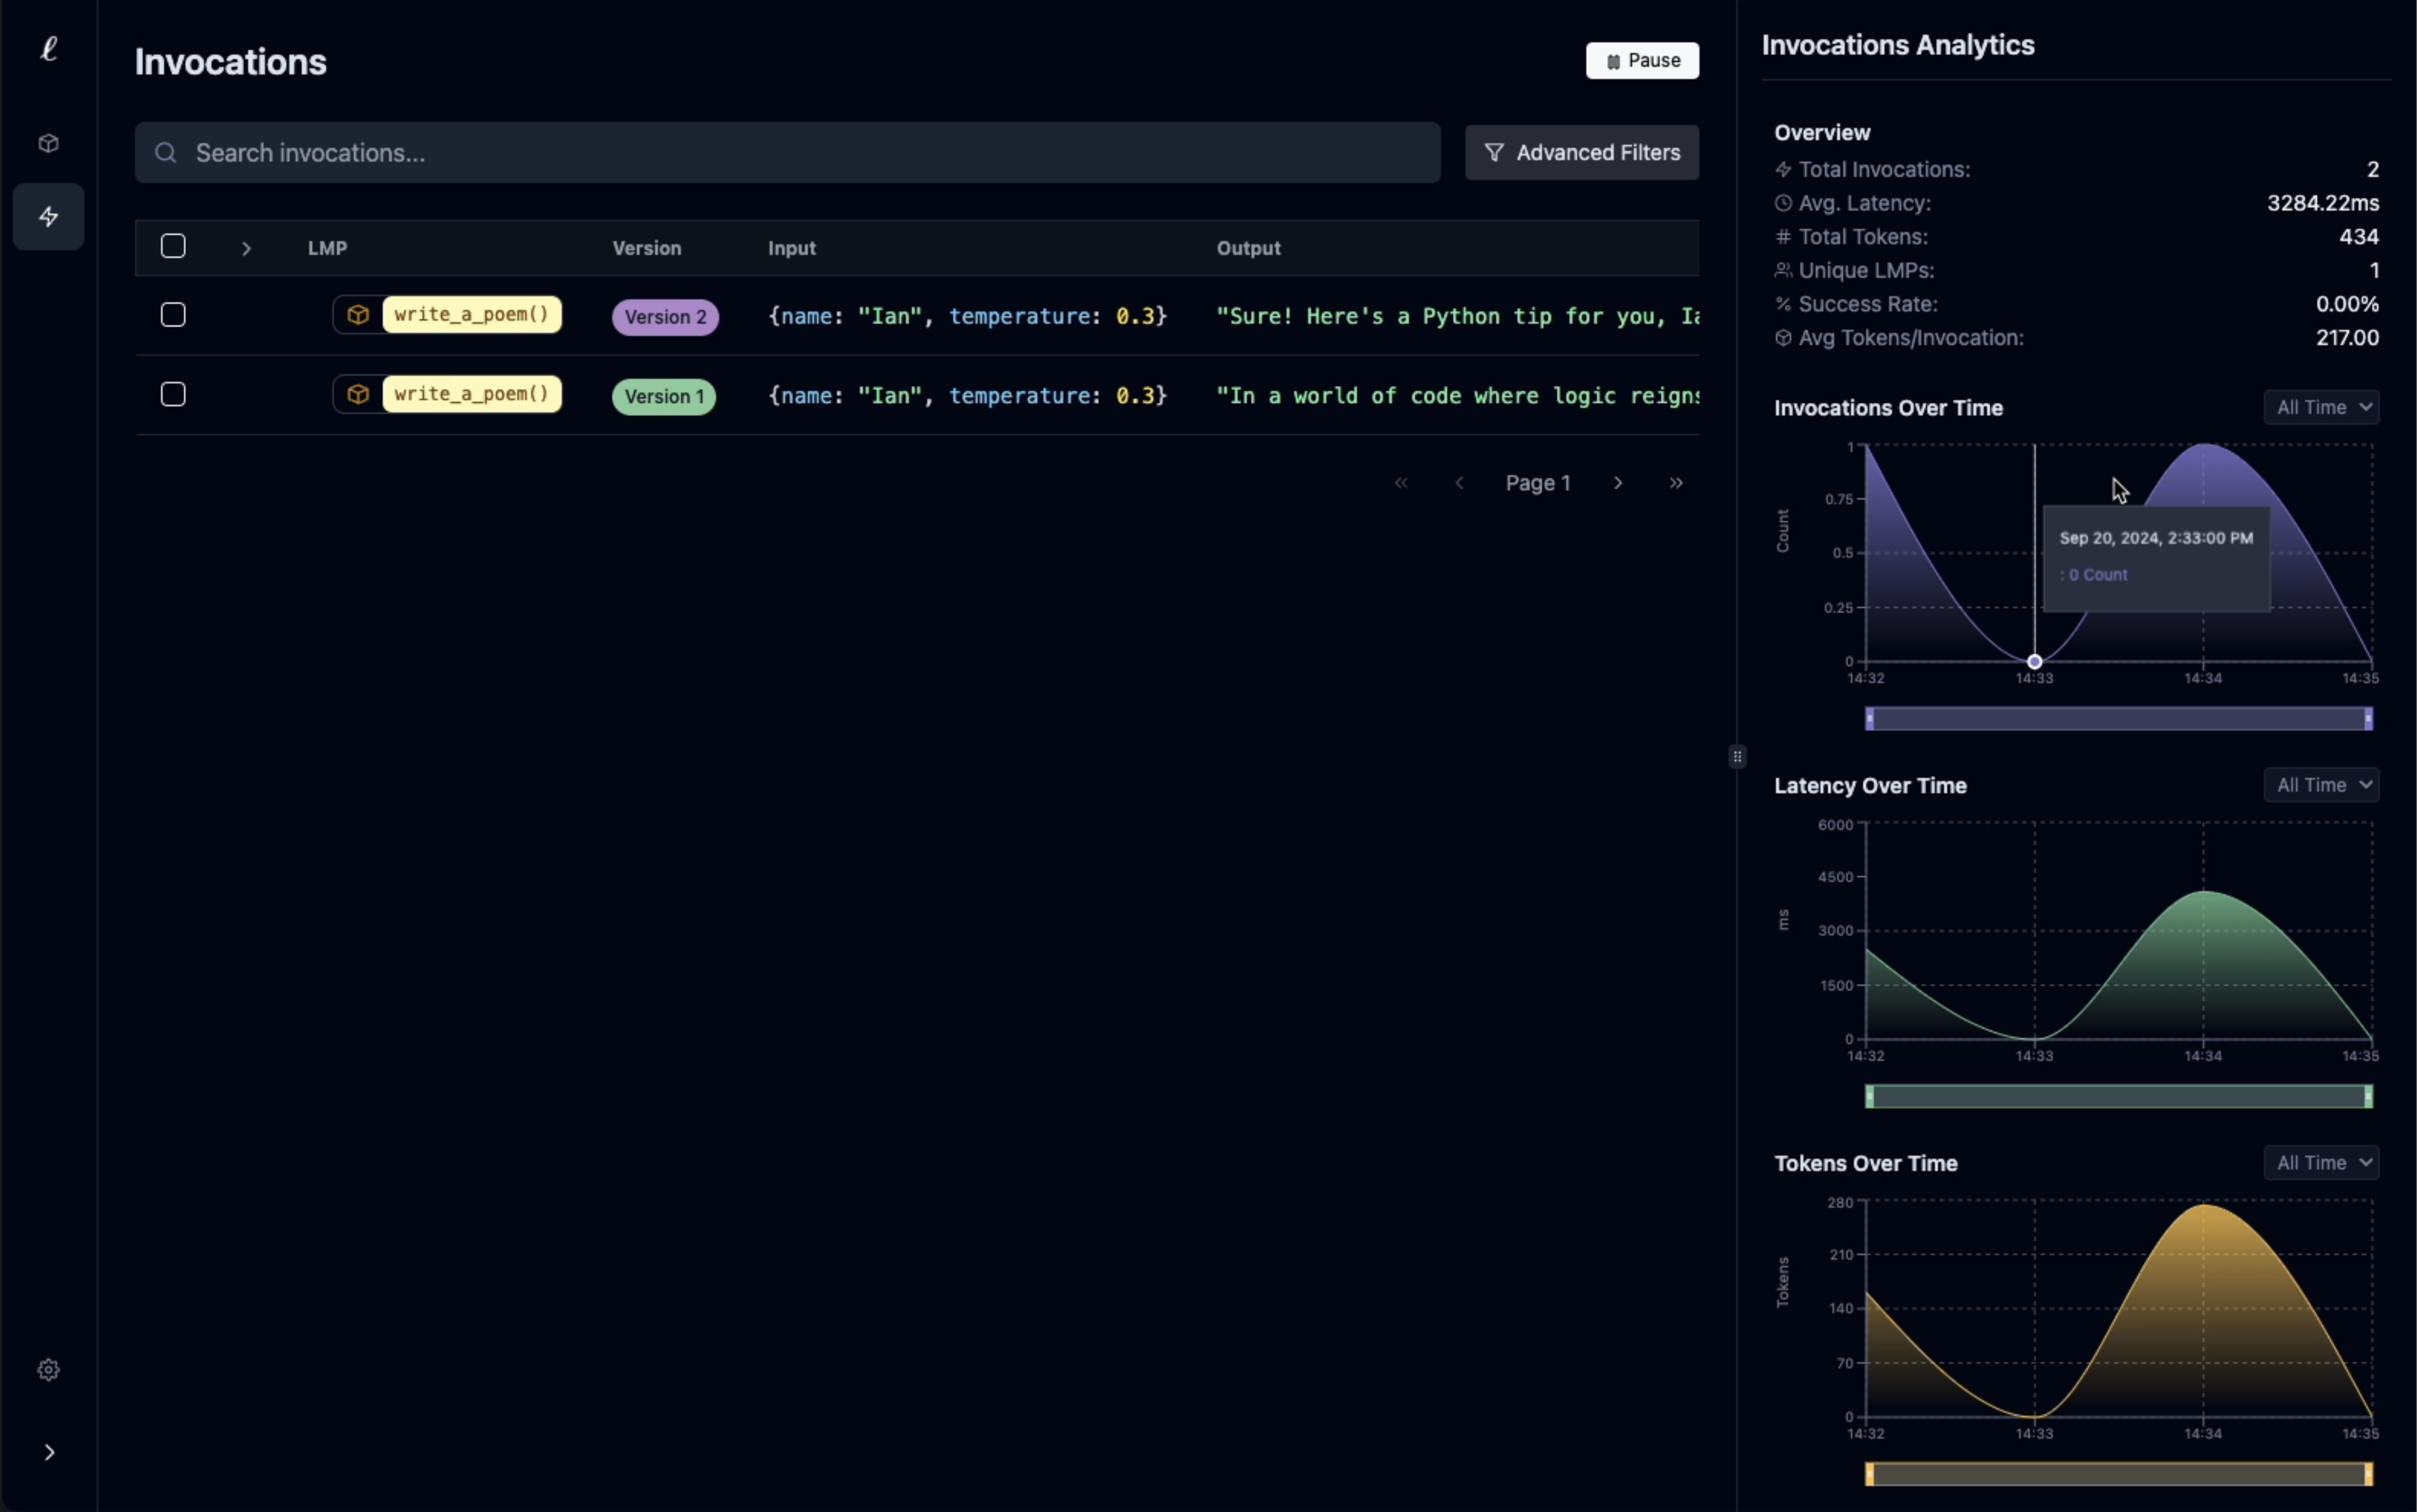 ℓ
Invocations
Pause
Search invocations...
Advanced Filters
LMP Version Input Output
write_a_poem() Version 2 {name: "Ian", temperature: 0.3} "Sure! Here's a Python tip for you,
write_a_poem() Version 1 {name: "Ian", temperature: 0.3} "In a world of code where logic reigns
« ‹ Page 1 › »
Invocations Analytics
Overview
Total Invocations: 2
Avg. Latency: 3284.22ms
# Total Tokens: 434
Unique LMPs: 1
% Success Rate: 0.00%
Avg Tokens/Invocation: 217.00
Invocations Over Time All Time
1
0.75
0.5
0.25
0
Count
Sep 20, 2024, 2:33:00 PM
: 0 Count
14:32 14:33 14:34 14:35
Latency Over Time All Time
6000
4500
3000
1500
0
ms
14:32 14:33 14:34 14:35
Tokens Over Time All Time
280
210
140
70
0
Tokens
14:32 14:33 14:34 14:35